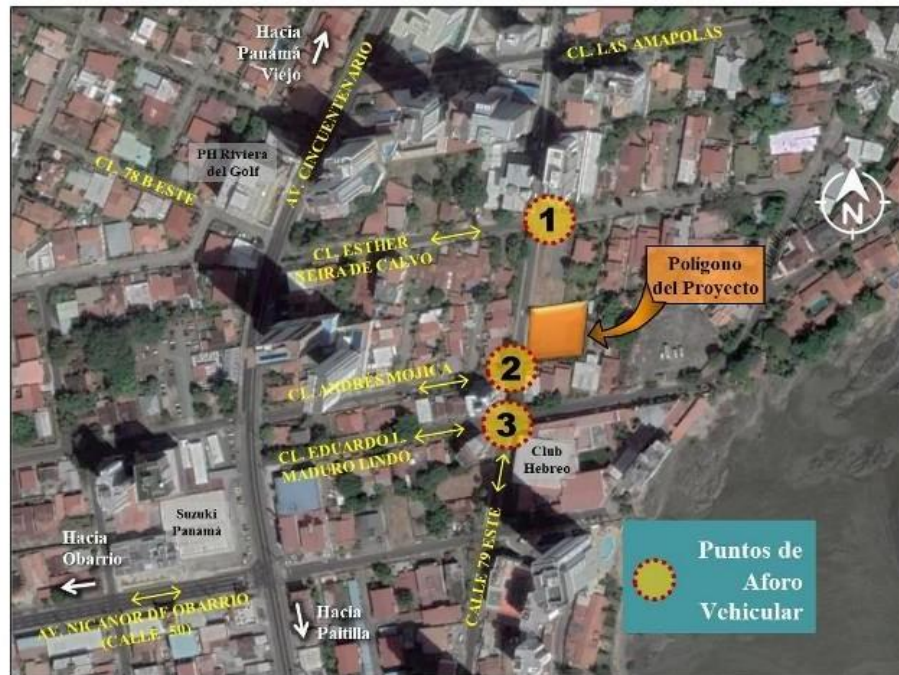 Hacia
Panamá
Viejo
CL. LAS AMAPOLAS
AV. CINCUENTENARIO
PH Riviera
del Golf
CL. 78 B ESTE
1
N
CL. ESTHER
NEIRA DE CALVO
Polígono
del Proyecto
2
CL. ANDRES MOJICA
3
CL. EDUARDO L.
MADURO LINDO
Club
Hebreo
Suzuki
Panamá
Hacia
Obarrio
CALLE 79 ESTE
Puntos de
Aforo
Vehicular
AV. NICANOR DE OBARRIO
(CALLE 50)
Hacia
Paitilla